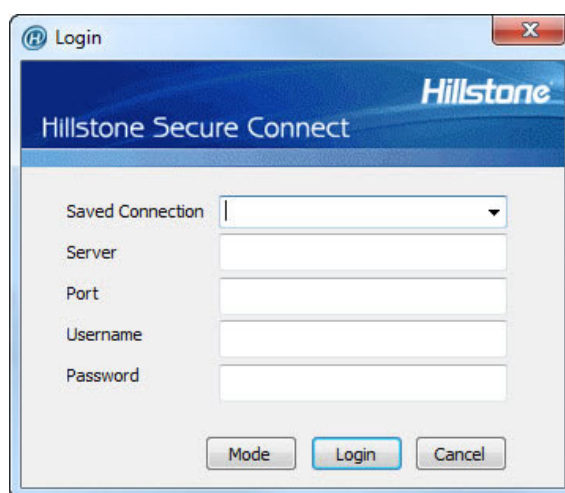 Login
Hillstone
Hillstone Secure Connect
Saved Connection
Server
Port
Username
Password
Mode Login Cancel